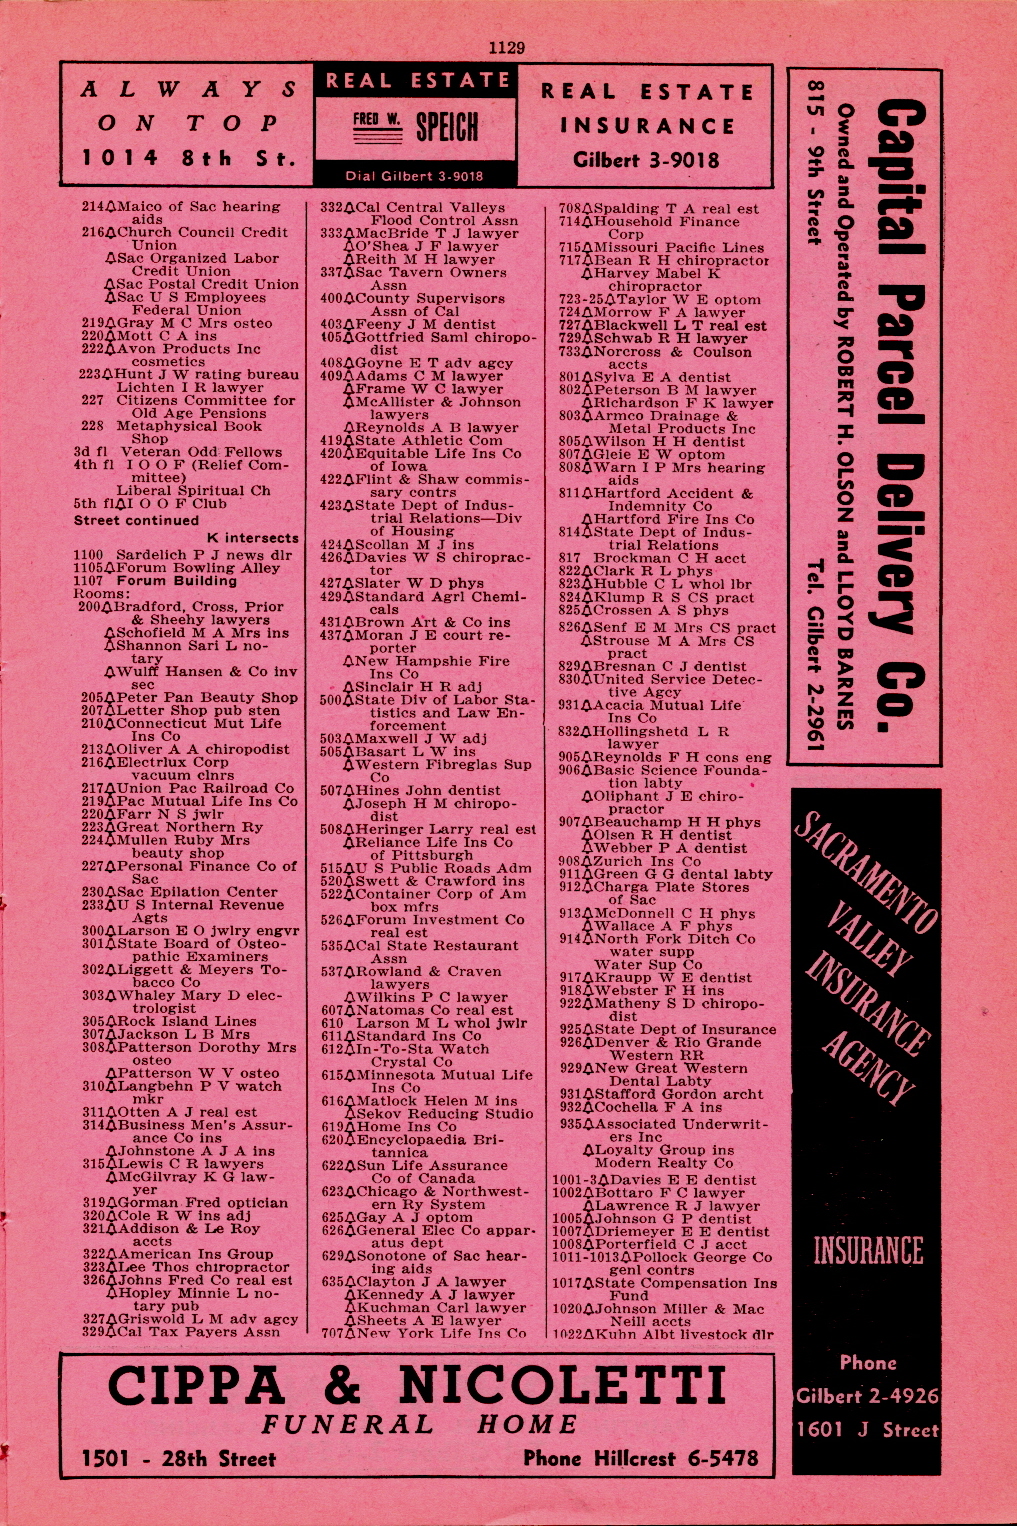 1129
ALWAYS
ON TOP
1014 8th St.
REAL ESTATE
FRED W. SPEICH
Dial Gilbert 3-9018
REAL ESTATE
INSURANCE
Gilbert 3-9018
214△Maico of Sac hearing
aids
216△Church Council Credit
Union
△Sac Organized Labor
Credit Union
△Sac Postal Credit Union
△Sac U S Employees
Federal Union
219△Gray M C Mrs osteo
220△Mott C A ins
222△Avon Products Inc
cosmetics
223△Hunt J W rating bureau
Lichten I R lawyer
227 Citizens Committee for
Old Age Pensions
228 Metaphysical Book
Shop
3d fl Veteran Odd Fellows
4th fl I O O F (Relief Com-
mittee)
Liberal Spiritual Ch
5th fl△I O O F Club
Street continued
K intersects
1100 Sardelich P J news dlr
1105△Forum Bowling Alley
1107 Forum Building
Rooms:
200△Bradford, Cross, Prior
& Sheehy lawyers
△Schofield M A Mrs ins
△Shannon Sari L no-
tary
△Wulff Hansen & Co inv
sec
205△Peter Pan Beauty Shop
207△Letter Shop pub sten
210△Connecticut Mut Life
Ins Co
213△Oliver A A chiropodist
216△Electrlux Corp
vacuum clnrs
217△Union Pac Railroad Co
219△Pac Mutual Life Ins Co
220△Farr N S jwlr
223△Great Northern Ry
224△Mullen Ruby Mrs
beauty shop
227△Personal Finance Co of
Sac
230△Sac Epilation Center
233△U S Internal Revenue
Agts
300△Larson E O jwlry engvr
301△State Board of Osteo-
pathic Examiners
302△Liggett & Meyers To-
bacco Co
303△Whaley Mary D elec-
trologist
305△Rock Island Lines
307△Jackson L B Mrs
308△Patterson Dorothy Mrs
osteo
△Patterson W V osteo
310△Langbehn P V watch
mkr
311△Otten A J real est
314△Business Men's Assur-
ance Co ins
△Johnstone A J A ins
315△Lewis C R lawyers
△McGilvray K G law-
yer
319△Gorman Fred optician
320△Cole R W ins adj
321△Addison & Le Roy
accts
322△American Ins Group
323△Lee Thos chiropractor
326△Johns Fred Co real est
△Hopley Minnie L no-
tary pub
327△Griswold L M adv agcy
329△Cal Tax Payers Assn
332△Cal Central Valleys
Flood Control Assn
333△MacBride T J lawyer
△O'Shea J F lawyer
△Reith M H lawyer
337△Sac Tavern Owners
Assn
400△County Supervisors
Assn of Cal
403△Feeny J M dentist
405△Gottfried Saml chiropo-
dist
408△Goyne E T adv agcy
409△Adams C M lawyer
△Frame W C lawyer
△McAllister & Johnson
lawyers
△Reynolds A B lawyer
419△State Athletic Com
420△Equitable Life Ins Co
of Iowa
422△Flint & Shaw commis-
sary contrs
423△State Dept of Indus-
trial Relations—Div
of Housing
424△Scollan M J ins
426△Davies W S chiroprac-
tor
427△Slater W D phys
429△Standard Agrl Chemi-
cals
431△Brown Art & Co ins
437△Moran J E court re-
porter
△New Hampshie Fire
Ins Co
△Sinclair H R adj
500△State Div of Labor Sta-
tistics and Law En-
forcement
503△Maxwell J W adj
505△Basart L W ins
△Western Fibreglas Sup
Co
507△Hines John dentist
△Joseph H M chiropo-
dist
508△Heringer Larry real est
△Reliance Life Ins Co
of Pittsburgh
515△U S Public Roads Adm
520△Swett & Crawford ins
522△Container Corp of Am
box mfrs
526△Forum Investment Co
real est
535△Cal State Restaurant
Assn
537△Rowland & Craven
lawyers
△Wilkins P C lawyer
607△Natomas Co real est
610 Larson M L whol jwlr
611△Standard Ins Co
612△In-To-Sta Watch
Crystal Co
615△Minnesota Mutual Life
Ins Co
616△Matlock Helen M ins
△Sekov Reducing Studio
619△Home Ins Co
620△Encyclopaedia Bri-
tannica
622△Sun Life Assurance
Co of Canada
623△Chicago & Northwest-
ern Ry System
625△Gay A J optom
626△General Elec Co appar-
atus dept
629△Sonotone of Sac hear-
ing aids
635△Clayton J A lawyer
△Kennedy A J lawyer
△Kuchman Carl lawyer
△Sheets A E lawyer
707△New York Life Ins Co
708△Spalding T A real est
714△Household Finance
Corp
715△Missouri Pacific Lines
717△Bean R H chiropractor
△Harvey Mabel K
chiropractor
723-25△Taylor W E optom
724△Morrow F A lawyer
727△Blackwell L T real est
729△Schwab R H lawyer
733△Norcross & Coulson
accts
801△Sylva E A dentist
802△Peterson B M lawyer
△Richardson F K lawyer
803△Armco Drainage &
Metal Products Inc
805△Wilson H H dentist
807△Gleie E W optom
808△Warn I P Mrs hearing
aids
811△Hartford Accident &
Indemnity Co
△Hartford Fire Ins Co
814△State Dept of Indus-
trial Relations
817 Brockman C H acct
822△Clark R L phys
823△Hubble C L whol lbr
824△Klump R S CS pract
825△Crossen A S phys
826△Senf E M Mrs CS pract
△Strouse M A Mrs CS
pract
829△Bresnan C J dentist
830△United Service Detec-
tive Agcy
931△Acacia Mutual Life
Ins Co
832△Hollingshetd L R
lawyer
905△Reynolds F H cons eng
906△Basic Science Founda-
tion labty
△Oliphant J E chiro-
practor
907△Beauchamp H H phys
△Olsen R H dentist
△Webber P A dentist
908△Zurich Ins Co
911△Green G G dental labty
912△Charga Plate Stores
of Sac
913△McDonnell C H phys
△Wallace A F phys
914△North Fork Ditch Co
water supp
Water Sup Co
917△Kraupp W E dentist
918△Webster F H ins
922△Matheny S D chiropo-
dist
925△State Dept of Insurance
926△Denver & Rio Grande
Western RR
929△New Great Western
Dental Labty
931△Stafford Gordon archt
932△Cochella F A ins
935△Associated Underwrit-
ers Inc
△Loyalty Group ins
Modern Realty Co
1001-3△Davies E E dentist
1002△Bottaro F C lawyer
△Lawrence R J lawyer
1005△Johnson G P dentist
1007△Driemeyer E E dentist
1008△Porterfield C J acct
1011-1013△Pollock George Co
genl contrs
1017△State Compensation Ins
Fund
1020△Johnson Miller & Mac
Neill accts
1022△Kuhn Albt livestock dlr
Capital Parcel Delivery Co.
Owned and Operated by ROBERT H. OLSON and LLOYD BARNES
815 - 9th Street Tel. Gilbert 2-2961
SACRAMENTO
VALLEY
INSURANCE
AGENCY
INSURANCE
Phone
Gilbert 2-4926
1601 J Street
CIPPA & NICOLETTI
FUNERAL HOME
1501 - 28th Street Phone Hillcrest 6-5478